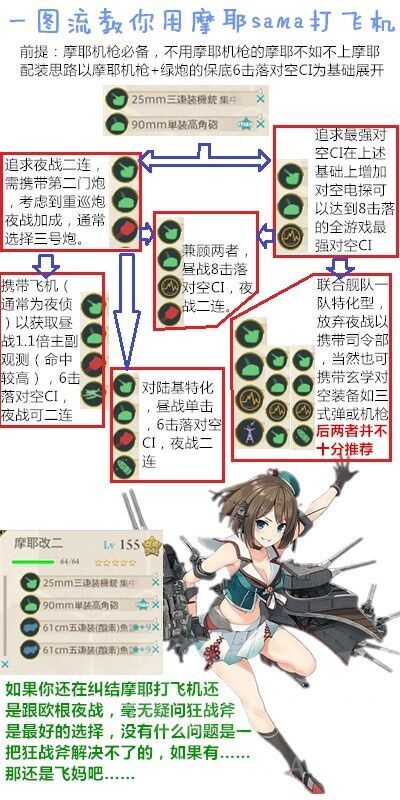 一图流教你用摩耶sama打飞机
前提：摩耶机枪必备，不用摩耶机枪的摩耶不如不上摩耶
配装思路以摩耶机枪+绿炮的保底6击落对空CI为基础展开
25mm三連装機銃 集中
90mm単装高角砲
max
追求夜战二连，
需携带第二门炮
，考虑到重巡炮
夜战加成，通常
选择三号炮。
兼顾两者，
昼战8击落
对空CI，夜
战二连。
追求最强对
空CI在上述
基础上增加
对空电探可
以达到8击落
的全游戏最
强对空CI
携带飞机（
通常为夜侦
）以获取昼
战1.1倍主副
观测（命中
较高），6击
落对空CI，
夜战可二连
对陆基特化
，昼战单击
，6击落对空
CI，夜战二
连
联合舰队一
队特化型，
放弃夜战以
携带司令部
，当然也可
携带玄学对
空装备如三
式弹或机枪
后两者并不
十分推荐
摩耶改二
Lv 155
64/64
25mm三連装機銃 集中
90mm単装高角砲
61cm五連装(酸素)魚 ★+9
61cm五連装(酸素)魚 ★+9
如果你还在纠结摩耶打飞机还
是跟欧根夜战，毫无疑问狂战斧
是最好的选择，没有什么问题是一
把狂战斧解决不了的，如果有……
那还是飞妈吧……